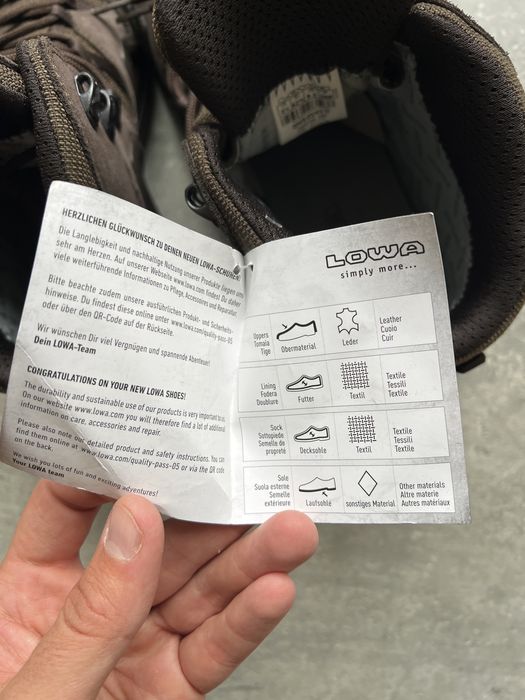 HERZLICHEN GLÜCKWUNSCH ZU DEINEN NEUEN LOWA-SCHUHEN!
Die Langlebigkeit und nachhaltige Nutzung unserer Produkte liegen uns
sehr am Herzen. Auf unserer Webseite www.lowa.com findest Du daher
viele weiterführende Informationen zu Pflege, Accessoires und Reparatur.
Bitte beachte zudem unsere ausführlichen Produkt- und Sicherheits-
hinweise. Du findest diese online unter www.lowa.com/quality-pass-05
oder über den QR-Code auf der Rückseite.
Wir wünschen Dir viel Vergnügen und spannende Abenteuer!
Dein LOWA-Team
CONGRATULATIONS ON YOUR NEW LOWA SHOES!
The durability and sustainable use of our products is very important to us.
On our website www.lowa.com you will therefore find a lot of additional
information on care, accessories and repair.
Please also note our detailed product and safety instructions. You can
find them online at www.lowa.com/quality-pass-05 or via the QR code
on the back.
We wish you lots of fun and exciting adventures!
Your LOWA team
LOWA
simply more...
Uppers
Tomaia
Tige
Obermaterial
Leder
Leather
Cuoio
Cuir
Lining
Fodera
Doublure
Futter
Textil
Textile
Tessili
Textile
Sock
Sottopiede
Semelle de
propreté
Decksohle
Textil
Textile
Tessili
Textile
Sole
Suola esterne
Semelle
extérieure
Laufsohle
sonstiges Material
Other materials
Altre materie
Autres matériaux